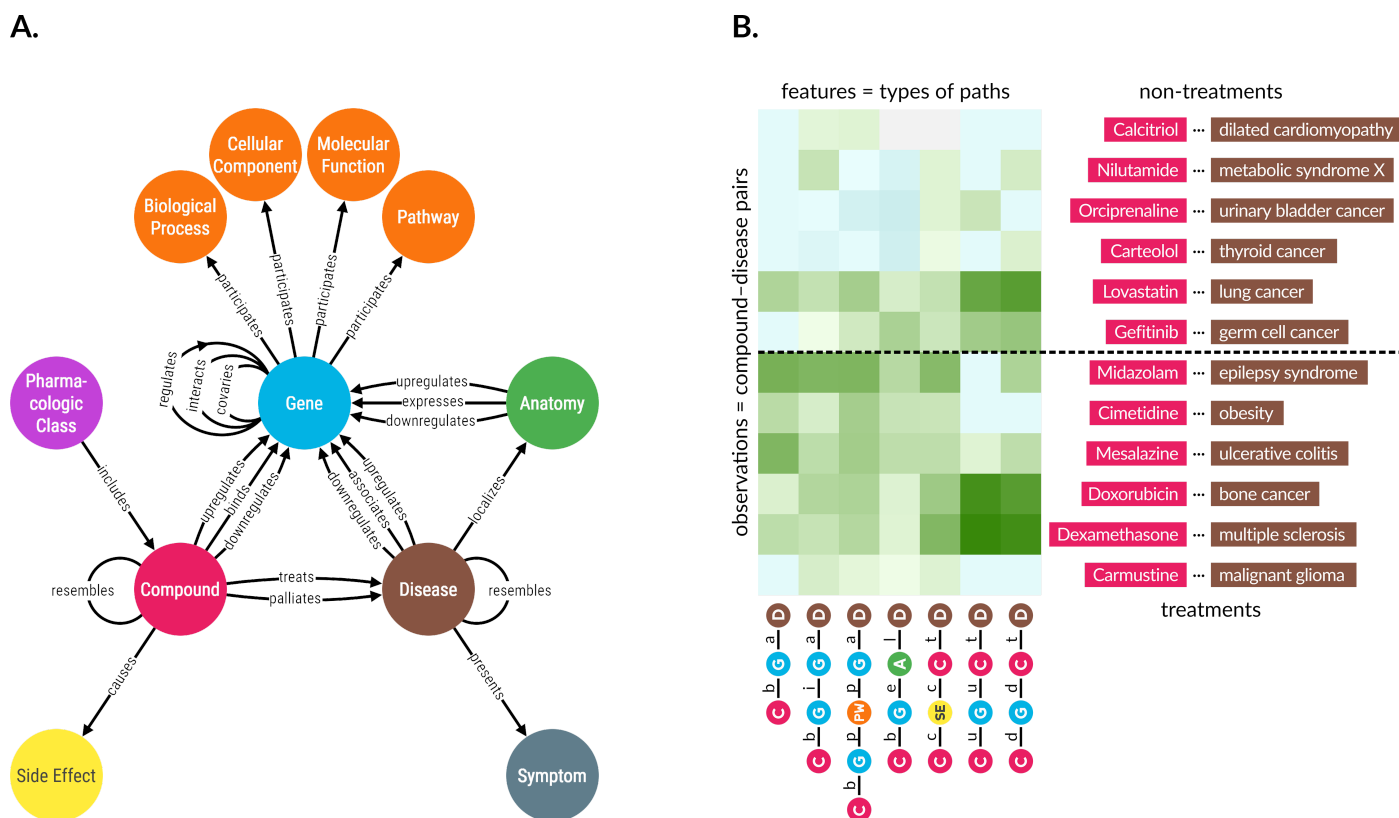 A.
Cellular
Component
Molecular
Function
Biological
Process
Pathway
participates
participates
participates
participates
regulates
interacts
covaries
Pharma-
cologic
Class
Gene
upregulates
expresses
downregulates
Anatomy
includes
upregulates
binds
downregulates
upregulates
associates
downregulates
localizes
resembles
Compound
treats
palliates
Disease
resembles
causes
presents
Side Effect
Symptom
B.
features = types of paths
non-treatments
observations = compound–disease pairs
Calcitriol ... dilated cardiomyopathy
Nilutamide ... metabolic syndrome X
Orciprenaline ... urinary bladder cancer
Carteolol ... thyroid cancer
Lovastatin ... lung cancer
Gefitinib ... germ cell cancer
Midazolam ... epilepsy syndrome
Cimetidine ... obesity
Mesalazine ... ulcerative colitis
Doxorubicin ... bone cancer
Dexamethasone ... multiple sclerosis
Carmustine ... malignant glioma
treatments
C b G a D
C b G i G a D
C b G p PW p G a D
C b G e A l D
C c SE c C t D
C u G u C t D
C d G d C t D